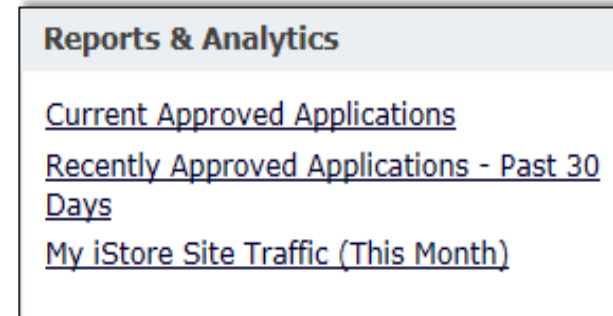 Reports & Analytics
Current Approved Applications
Recently Approved Applications - Past 30
Days
My iStore Site Traffic (This Month)